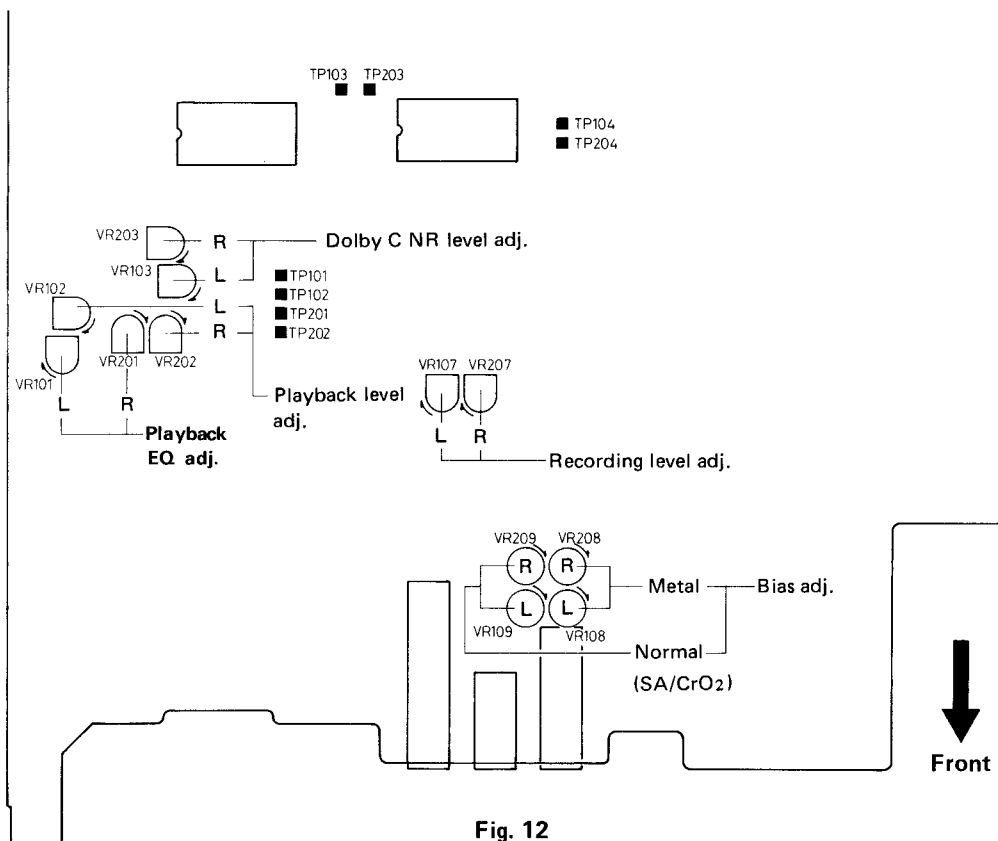 TP103 TP203
TP104
TP204
VR203 R Dolby C NR level adj.
VR103 L TP101
VR102 TP102
L TP201
R TP202
VR201 VR202
VR101
VR107 VR207
Playback level
adj.
L R
Playback
EQ adj.
L R
Recording level adj.
VR209 VR208
R R
Metal Bias adj.
L L
VR109 VR108
Normal
(SA/CrO2)
Front
Fig. 12